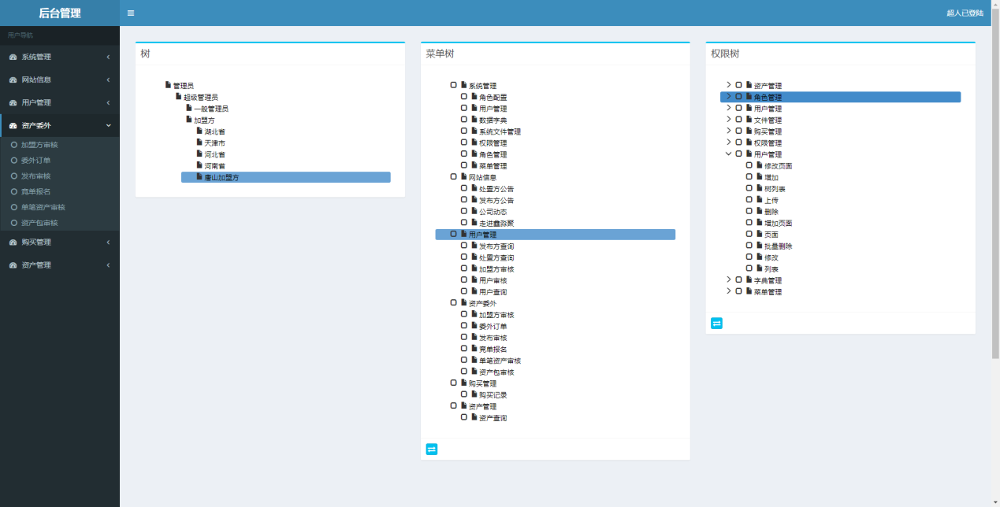 后台管理
超人已登陆
用户导航
系统管理
网站信息
用户管理
资产委外
加盟方审核
委外订单
发布审核
竞单报名
单笔资产审核
资产包审核
购买管理
资产管理
树
管理员
超级管理员
一般管理员
加盟方
湖北省
天津市
河北省
河南省
唐山加盟方
菜单树
系统管理
角色配置
用户管理
数据字典
系统文件管理
权限管理
角色管理
菜单管理
网站信息
处置方公告
发布方公告
公司动态
走进鑫淼聚
用户管理
发布方查询
处置方查询
加盟方审核
用户审核
用户查询
资产委外
加盟方审核
委外订单
发布审核
竞单报名
单笔资产审核
资产包审核
购买管理
购买记录
资产管理
资产查询
权限树
资产管理
角色管理
用户管理
文件管理
购买管理
权限管理
用户管理
修改页面
增加
树列表
上传
删除
增加页面
页面
批量删除
修改
列表
字典管理
菜单管理